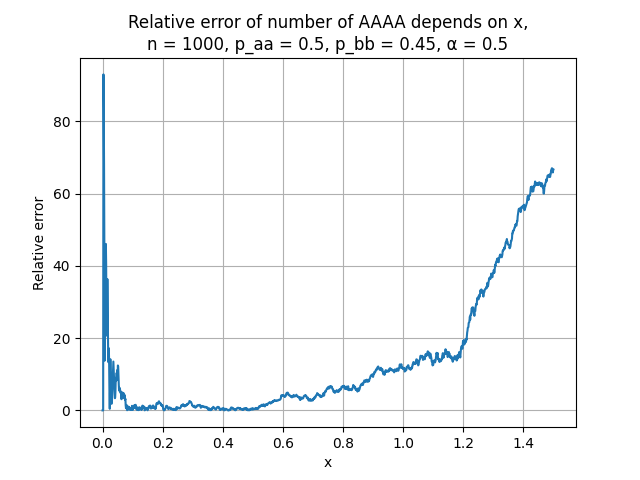 Relative error of number of AAAA depends on x,
n = 1000, p_aa = 0.5, p_bb = 0.45, α = 0.5
80
60
40
20
0
Relative error
0.0 0.2 0.4 0.6 0.8 1.0 1.2 1.4
x